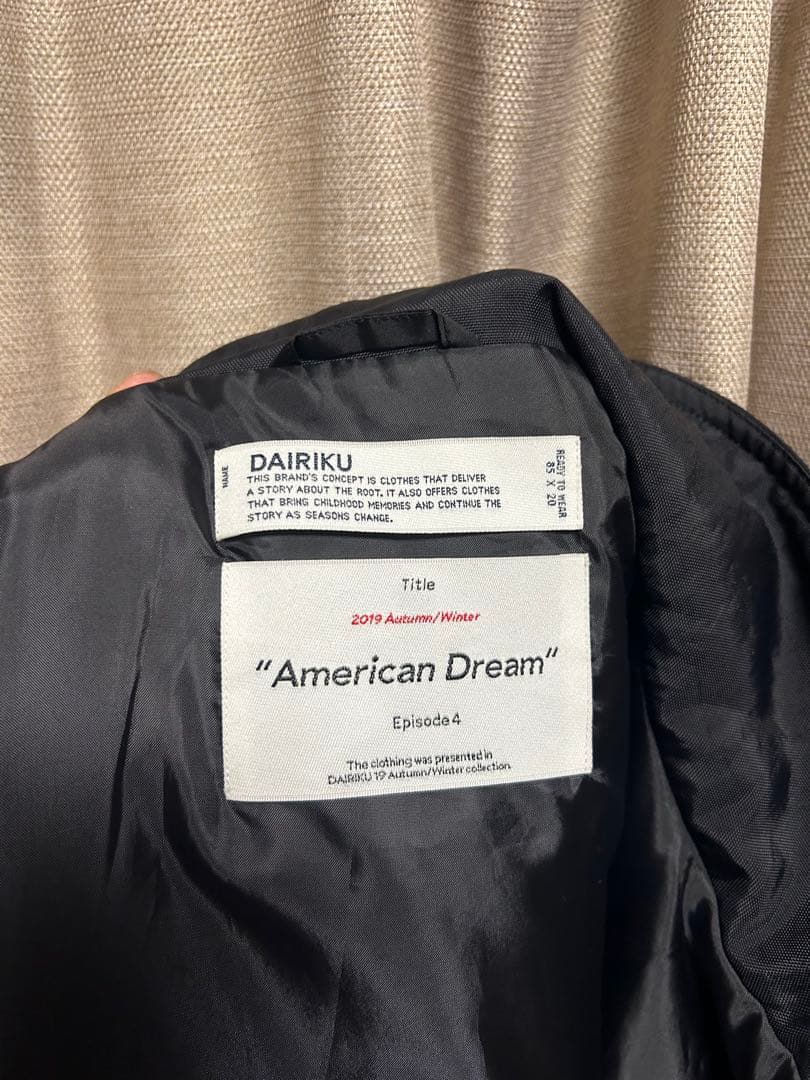 NAME
DAIRIKU
THIS BRAND'S CONCEPT IS CLOTHES THAT DELIVER
A STORY ABOUT THE ROOT. IT ALSO OFFERS CLOTHES
THAT BRING CHILDHOOD MEMORIES AND CONTINUE THE
STORY AS SEASONS CHANGE.
READY TO WEAR
85 X 20
Title
2019 Autumn/Winter
"American Dream"
Episode 4
The clothing was presented in
DAIRIKU 19 Autumn/Winter collection